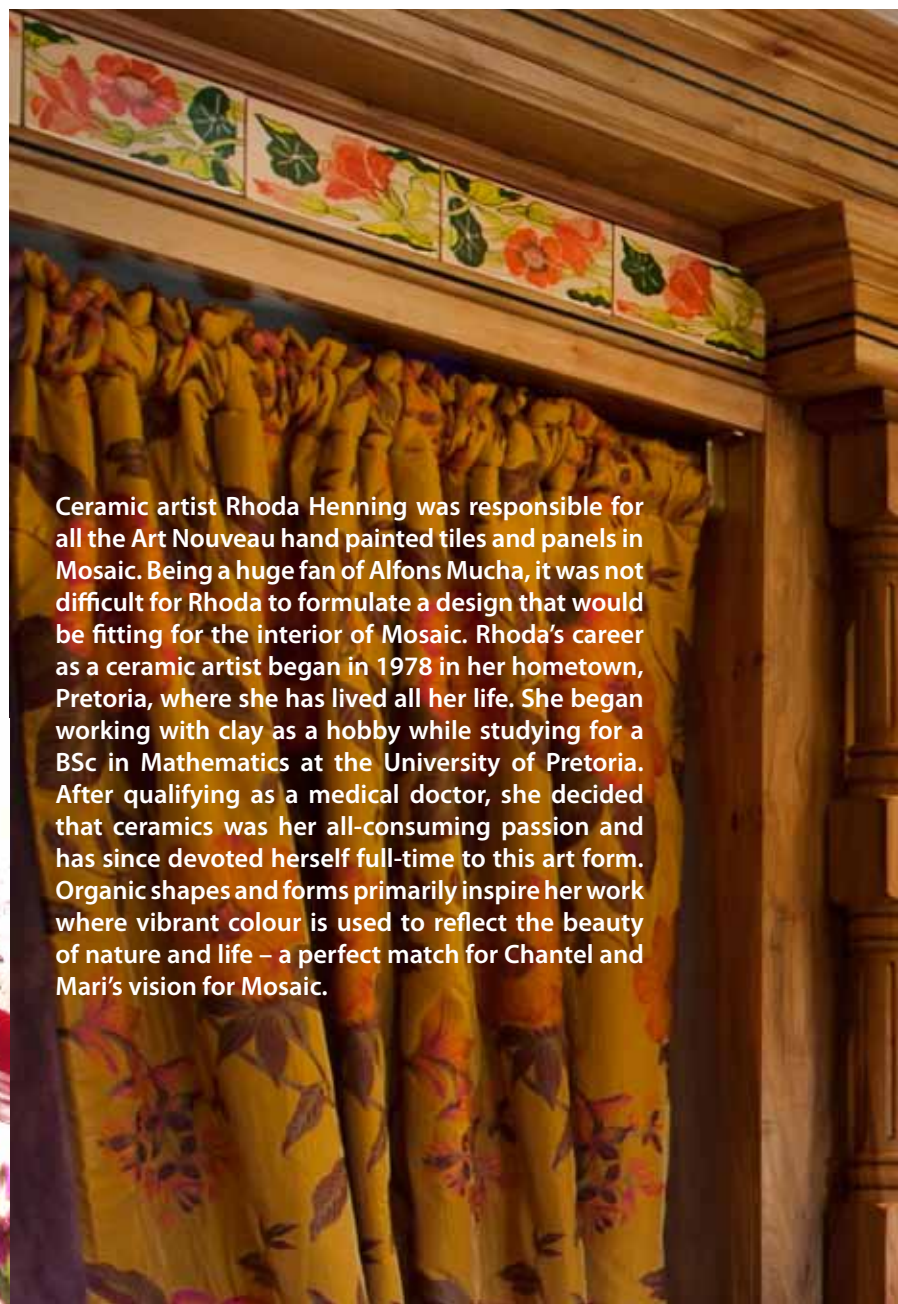 Ceramic artist Rhoda Henning was responsible for
all the Art Nouveau hand painted tiles and panels in
Mosaic. Being a huge fan of Alfons Mucha, it was not
difficult for Rhoda to formulate a design that would
be fitting for the interior of Mosaic. Rhoda’s career
as a ceramic artist began in 1978 in her hometown,
Pretoria, where she has lived all her life. She began
working with clay as a hobby while studying for a
BSc in Mathematics at the University of Pretoria.
After qualifying as a medical doctor, she decided
that ceramics was her all-consuming passion and
has since devoted herself full-time to this art form.
Organic shapes and forms primarily inspire her work
where vibrant colour is used to reflect the beauty
of nature and life – a perfect match for Chantel and
Mari’s vision for Mosaic.